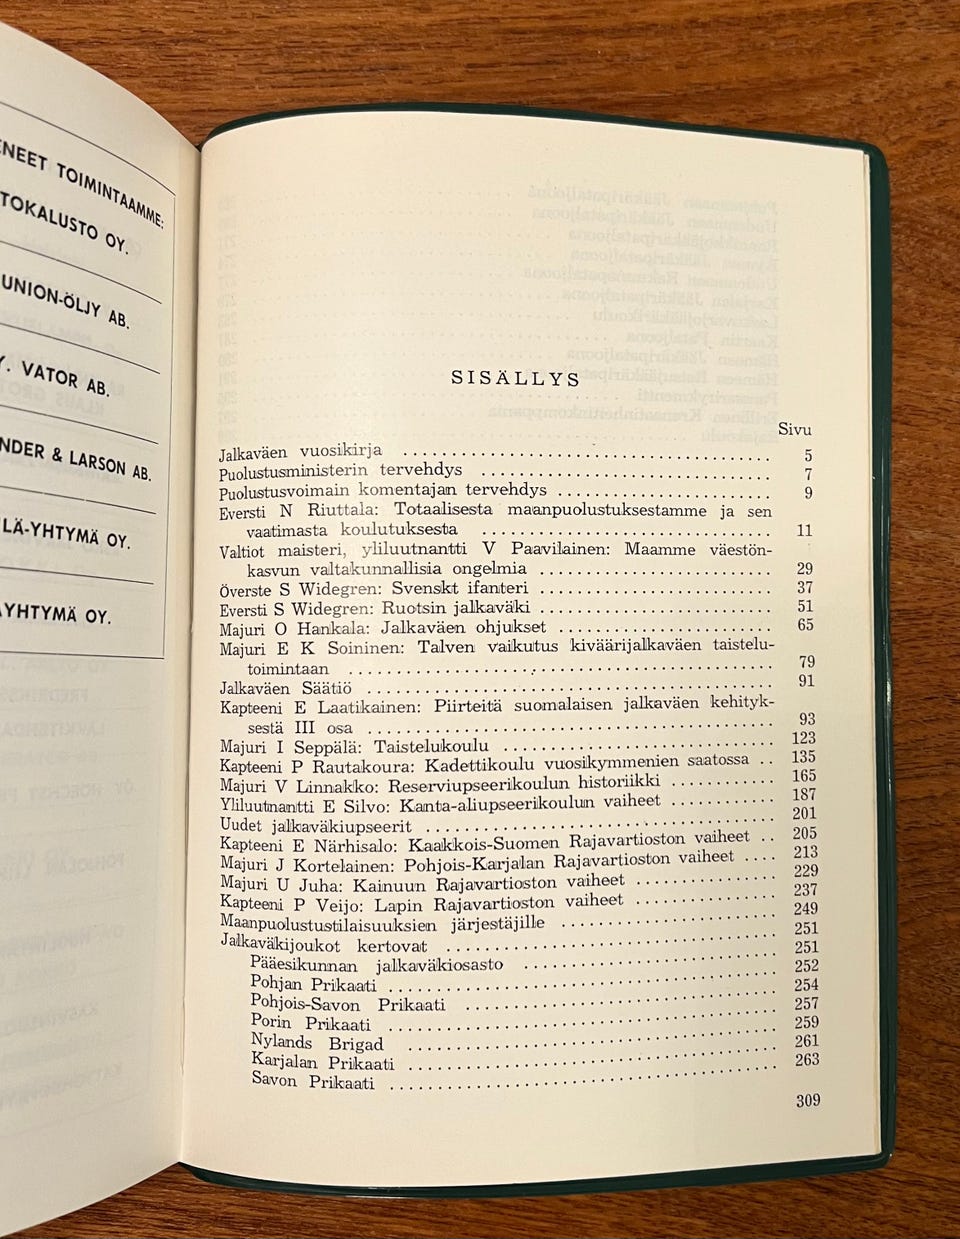 ENEET TOIMINTAAMME:
TOKALUSTO OY.
UNION-ÖLJY AB.
Y. VATOR AB.
NDER & LARSON AB.
LÄ-YHTYMÄ OY.
YHTYMÄ OY.
SISÄLLYS
Sivu
Jalkaväen vuosikirja .......... 5
Puolustusministerin tervehdys .......... 7
Puolustusvoimain komentajan tervehdys .......... 9
Eversti N Riuttala: Totaalisesta maanpuolustuksestamme ja sen
vaatimasta koulutuksesta .......... 11
Valtiot maisteri, yliluutnantti V Paavilainen: Maamme väestön-
kasvun valtakunnallisia ongelmia .......... 29
Överste S Widegren: Svenskt ifanteri .......... 37
Eversti S Widegren: Ruotsin jalkaväki .......... 51
Majuri O Hankala: Jalkaväen ohjukset .......... 65
Majuri E K Soininen: Talven vaikutus kiväärijalkaväen taistelu-
toimintaan .......... 79
Jalkaväen Säätiö .......... 91
Kapteeni E Laatikainen: Piirteitä suomalaisen jalkaväen kehityk-
sestä III osa .......... 93
Majuri I Seppälä: Taistelukoulu .......... 123
Kapteeni P Rautakoura: Kadettikoulu vuosikymmenien saatossa .. 135
Majuri V Linnakko: Reserviupseerikoulun historiikki .......... 165
Yliluutnantti E Silvo: Kanta-aliupseerikoulun vaiheet .......... 187
Uudet jalkaväkiupseerit .......... 201
Kapteeni E Närhisalo: Kaakkois-Suomen Rajavartioston vaiheet .. 205
Majuri J Kortelainen: Pohjois-Karjalan Rajavartioston vaiheet .... 213
Majuri U Juha: Kainuun Rajavartioston vaiheet .......... 229
Kapteeni P Veijo: Lapin Rajavartioston vaiheet .......... 237
Maanpuolustustilaisuuksien järjestäjille .......... 249
Jalkaväkijoukot kertovat .......... 251
Pääesikunnan jalkaväkiosasto .......... 251
Pohjan Prikaati .......... 252
Pohjois-Savon Prikaati .......... 254
Porin Prikaati .......... 257
Nylands Brigad .......... 259
Karjalan Prikaati .......... 261
Savon Prikaati .......... 263
309